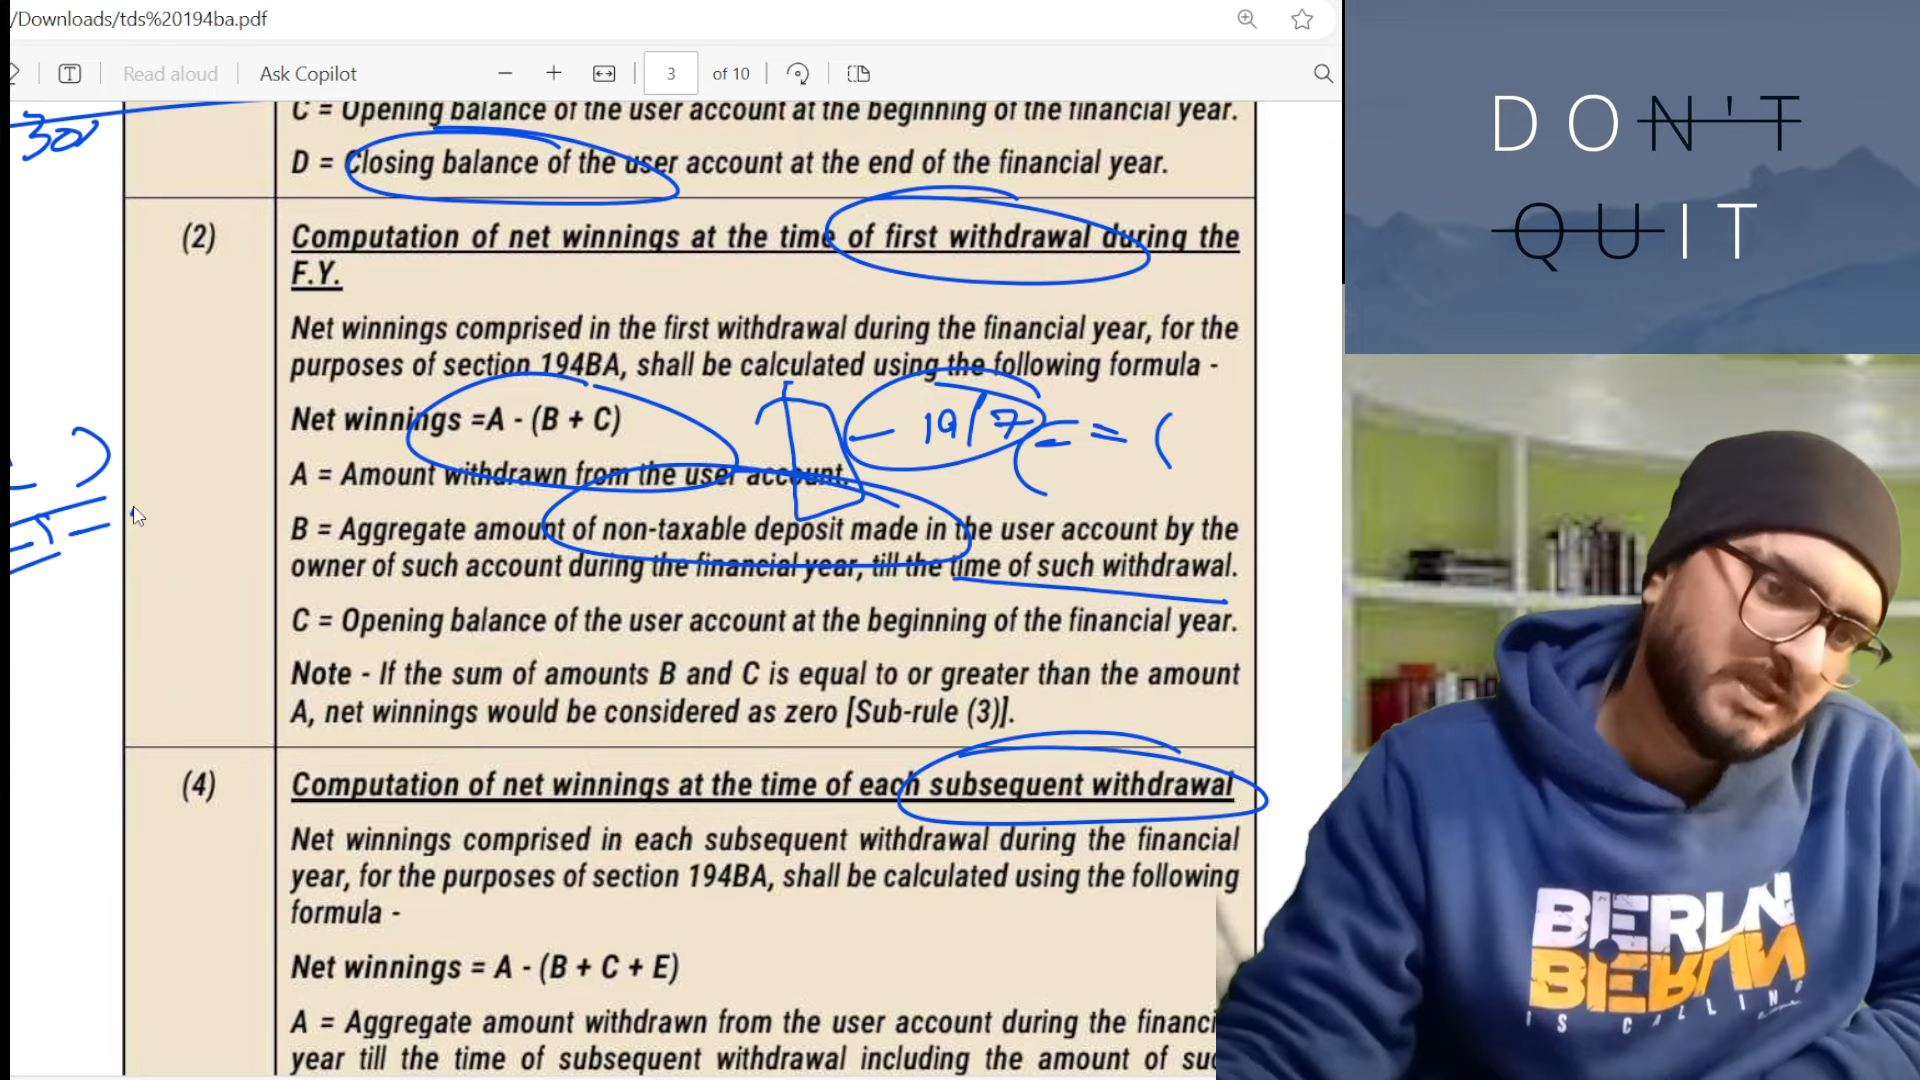 /Downloads/tds%20194ba.pdf
Read aloud
Ask Copilot
3
of 10
C = Opening balance of the user account at the beginning of the financial year.
D = Closing balance of the user account at the end of the financial year.
(2)
Computation of net winnings at the time of first withdrawal during the
F.Y.
Net winnings comprised in the first withdrawal during the financial year, for the
purposes of section 194BA, shall be calculated using the following formula -
Net winnings =A - (B + C)
A = Amount withdrawn from the user account.
B = Aggregate amount of non-taxable deposit made in the user account by the
owner of such account during the financial year, till the time of such withdrawal.
C = Opening balance of the user account at the beginning of the financial year.
Note - If the sum of amounts B and C is equal to or greater than the amount
A, net winnings would be considered as zero [Sub-rule (3)].
(4)
Computation of net winnings at the time of each subsequent withdrawal
Net winnings comprised in each subsequent withdrawal during the financial
year, for the purposes of section 194BA, shall be calculated using the following
formula -
Net winnings = A - (B + C + E)
A = Aggregate amount withdrawn from the user account during the financi
year till the time of subsequent withdrawal including the amount of suc
19/7
DON'T
QUIT
BERLIN
BERLIN
IS CALLING